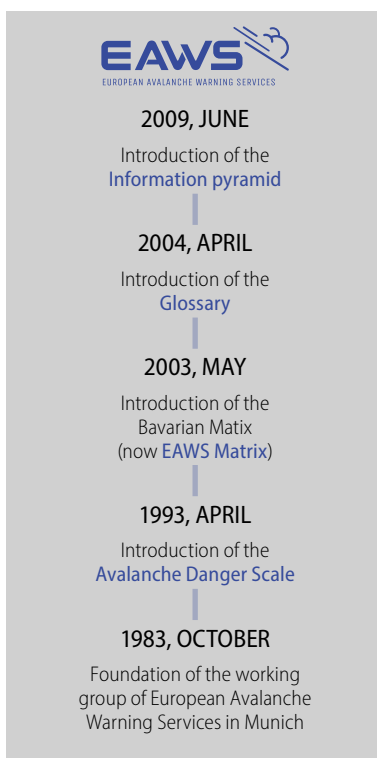 EAWS
EUROPEAN AVALANCHE WARNING SERVICES
2009, JUNE
Introduction of the
Information pyramid
2004, APRIL
Introduction of the
Glossary
2003, MAY
Introduction of the
Bavarian Matix
(now EAWS Matrix)
1993, APRIL
Introduction of the
Avalanche Danger Scale
1983, OCTOBER
Foundation of the working
group of European Avalanche
Warning Services in Munich